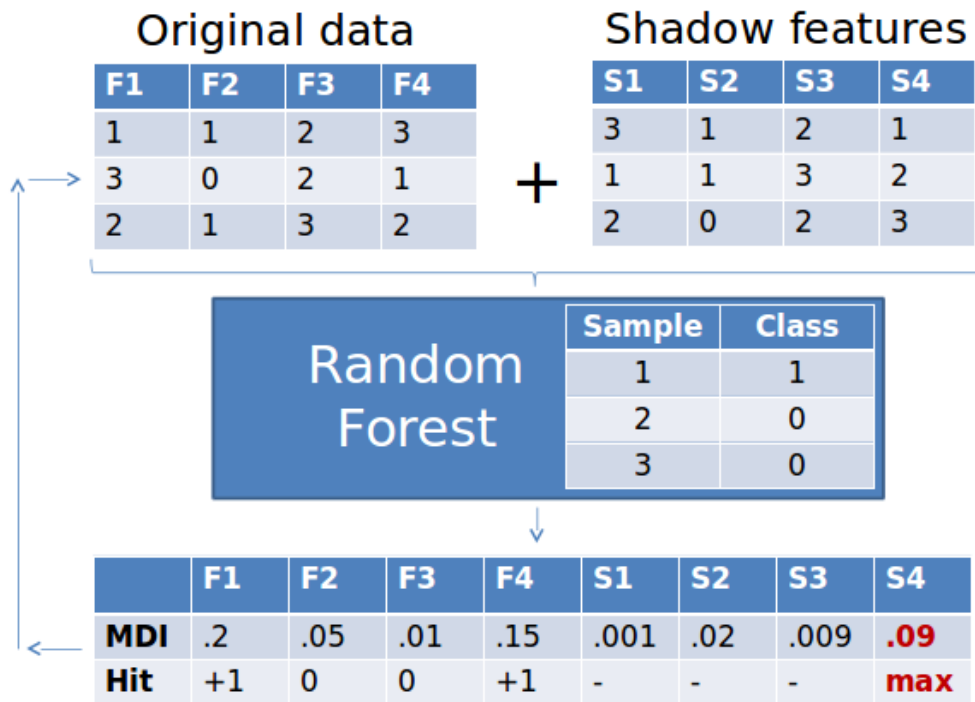 Original data
Shadow features
F1 F2 F3 F4
1 1 2 3
3 0 2 1
2 1 3 2
+
S1 S2 S3 S4
3 1 2 1
1 1 3 2
2 0 2 3
Random
Forest
Sample Class
1 1
2 0
3 0
F1 F2 F3 F4 S1 S2 S3 S4
MDI .2 .05 .01 .15 .001 .02 .009 .09
Hit +1 0 0 +1 - - - max